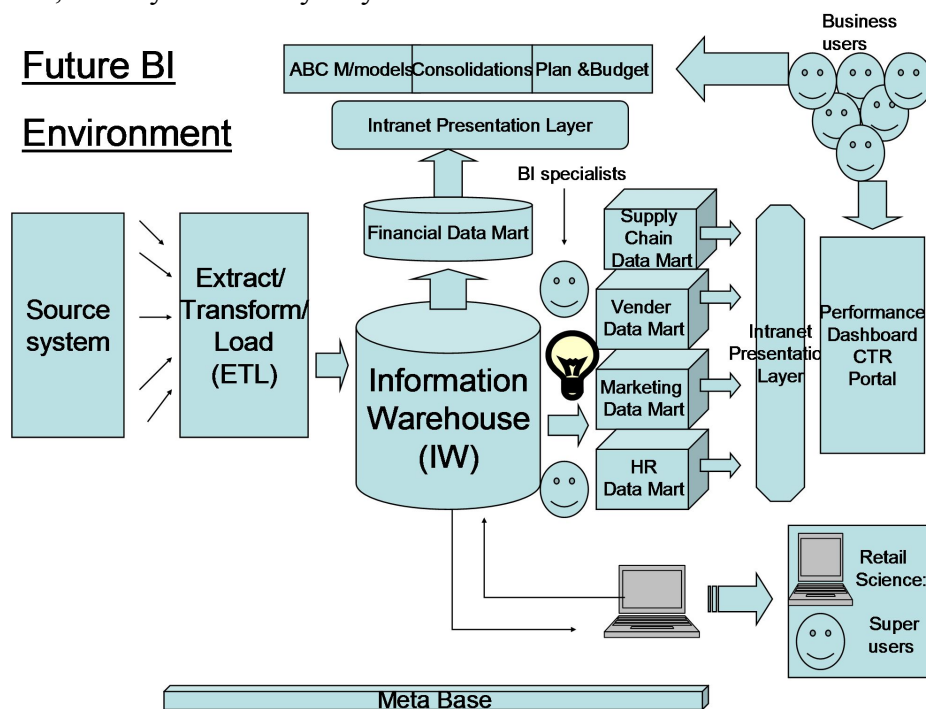 Future BI
Environment
Business
users
ABC M/models
Consolidations
Plan &Budget
Intranet Presentation Layer
BI specialists
Financial Data Mart
Supply
Chain
Data Mart
Source
system
Extract/
Transform/
Load
(ETL)
Information
Warehouse
(IW)
Vender
Data Mart
Marketing
Data Mart
HR
Data Mart
Intranet
Presentatic
Layer
Performance
Dashboard
CTR
Portal
Retail
Science:
Super
users
Meta Base